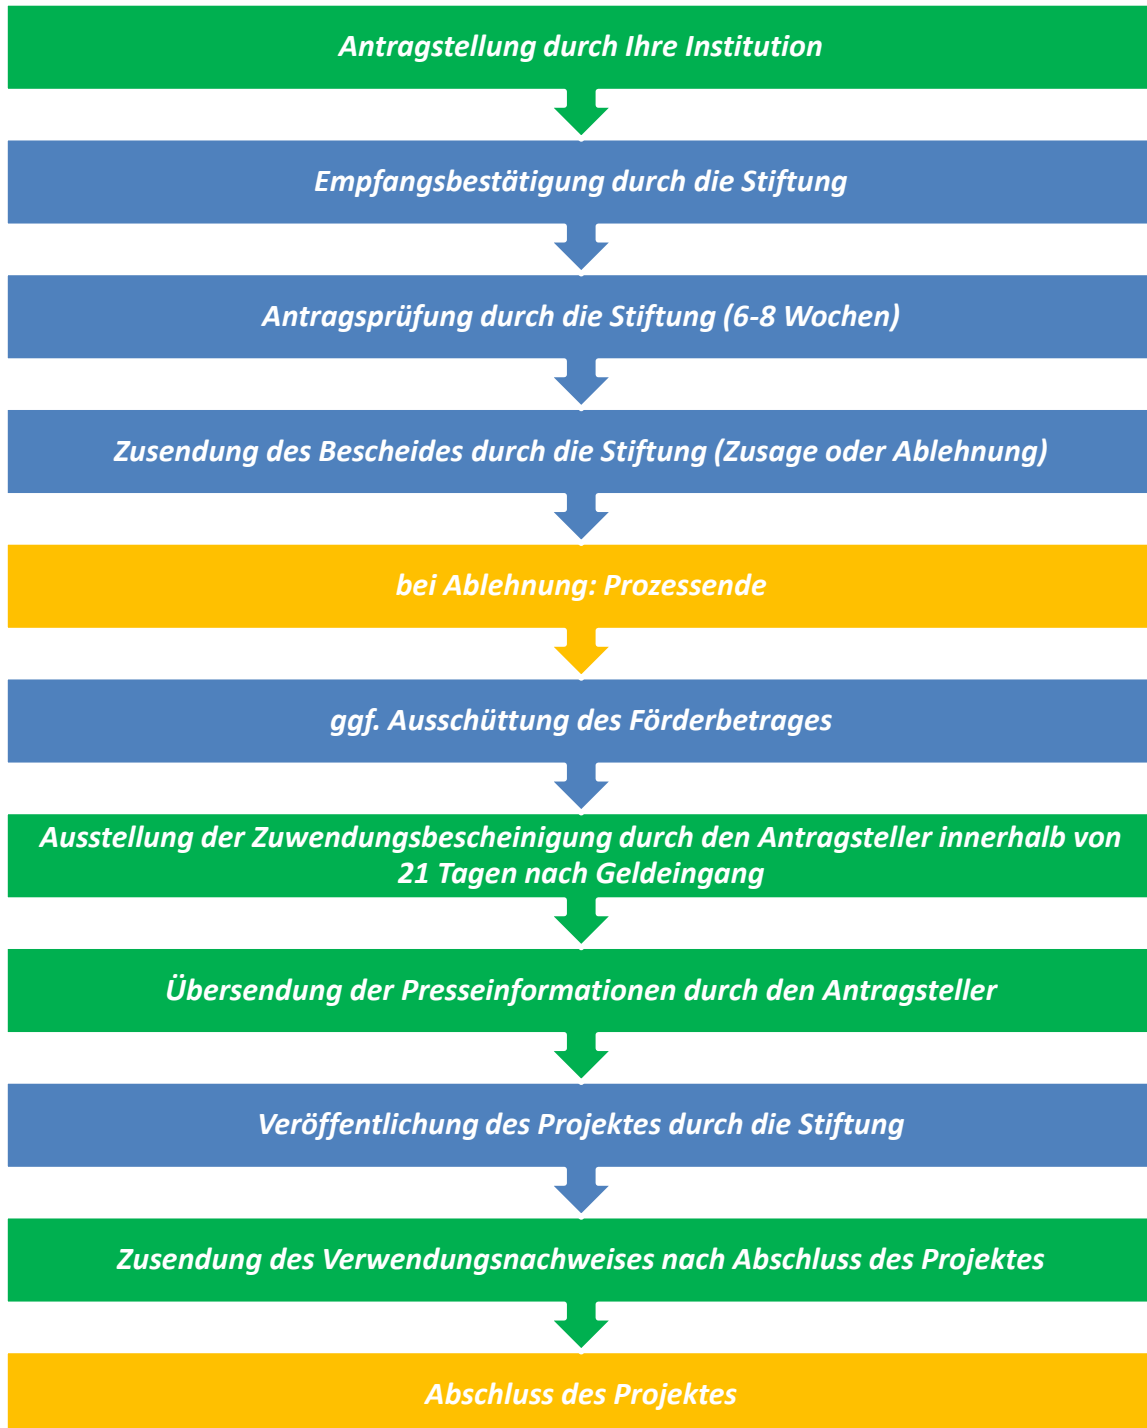 Antragstellung durch Ihre Institution
Empfangsbestätigung durch die Stiftung
Antragsprüfung durch die Stiftung (6-8 Wochen)
Zusendung des Bescheides durch die Stiftung (Zusage oder Ablehnung)
bei Ablehnung: Prozessende
ggf. Ausschüttung des Förderbetrages
Ausstellung der Zuwendungsbescheinigung durch den Antragsteller innerhalb von
21 Tagen nach Geldeingang
Übersendung der Presseinformationen durch den Antragsteller
Veröffentlichung des Projektes durch die Stiftung
Zusendung des Verwendungsnachweises nach Abschluss des Projektes
Abschluss des Projektes